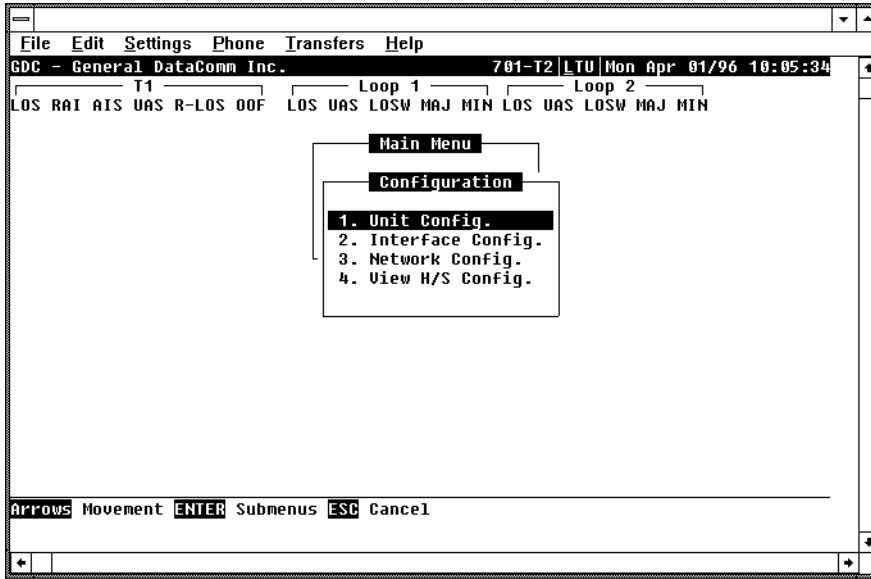 File Edit Settings Phone Transfers Help
GDC - General DataComm Inc. 701-T2|LTU|Mon Apr 01/96 10:05:34
T1 Loop 1 Loop 2
LOS RAI AIS UAS R-LOS OOF LOS UAS LOSW MAJ MIN LOS UAS LOSW MAJ MIN
Main Menu
Configuration
1. Unit Config.
2. Interface Config.
3. Network Config.
4. View H/S Config.
Arrows Movement ENTER Submenus ESC Cancel